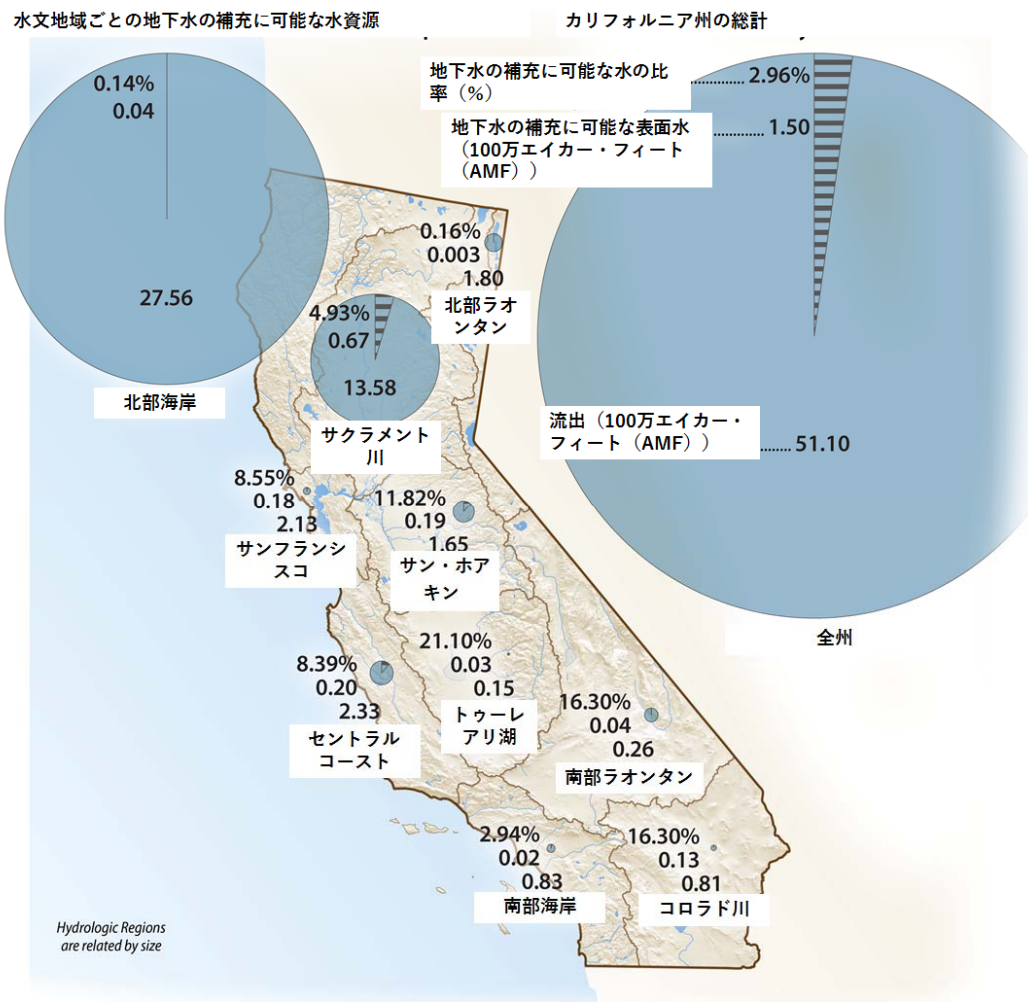 水文地域ごとの地下水の補充に可能な水資源
カリフォルニア州の総計
地下水の補充に可能な水の比
率（%）
2.96%
地下水の補充に可能な表面水
（100万エイカー・フィート
（AMF））
1.50
流出（100万エイカー・
フィート（AMF））
51.10
全州
0.14%
0.04
27.56
北部海岸
0.16%
0.003
1.80
北部ラオ
ンタン
4.93%
0.67
13.58
サクラメント
川
8.55%
0.18
2.13
サンフランシ
スコ
11.82%
0.19
1.65
サン・ホア
キン
21.10%
0.03
0.15
トゥーレ
アリ湖
8.39%
0.20
2.33
セントラル
コースト
16.30%
0.04
0.26
南部ラオンタン
2.94%
0.02
0.83
南部海岸
16.30%
0.13
0.81
コロラド川
Hydrologic Regions
are related by size